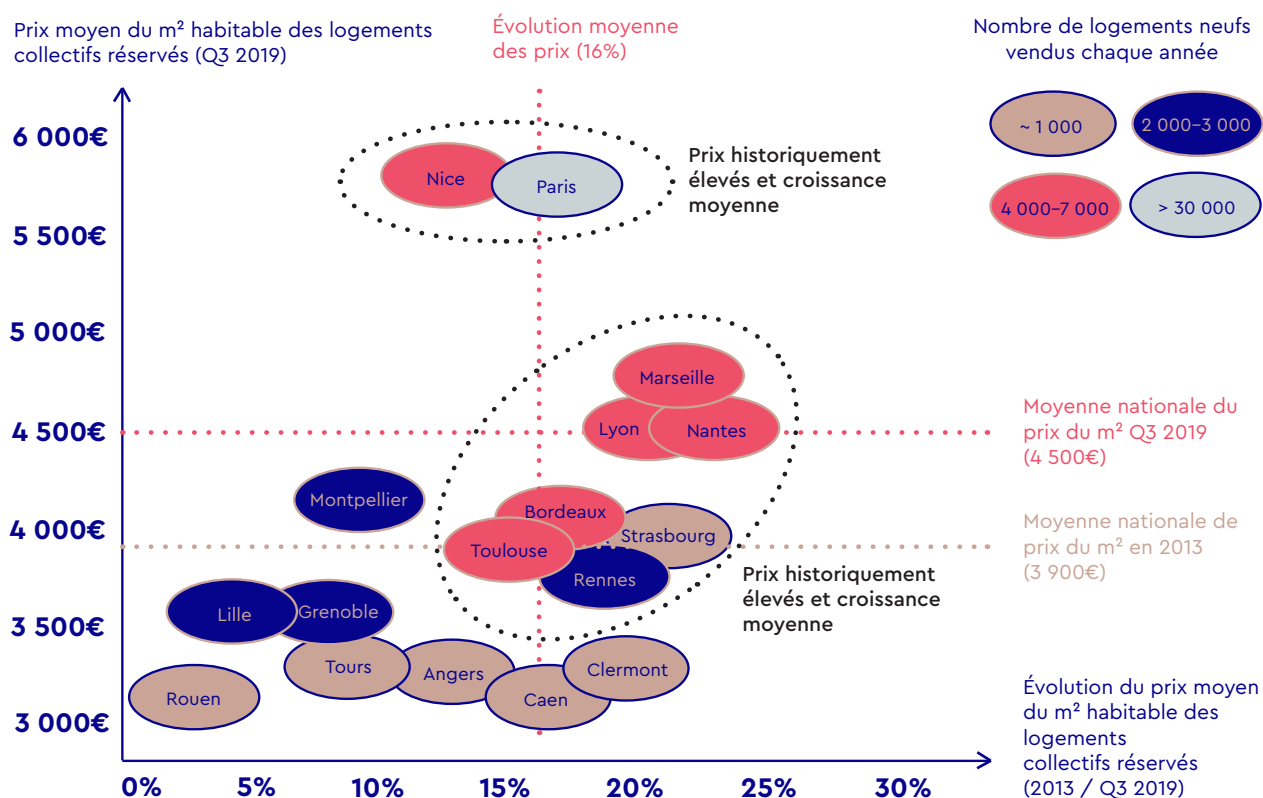 Prix moyen du m² habitable des logements
collectifs réservés (Q3 2019)
Évolution moyenne
des prix (16%)
Nombre de logements neufs
vendus chaque année
~ 1 000
2 000–3 000
4 000–7 000
> 30 000
6 000€
5 500€
5 000€
4 500€
4 000€
3 500€
3 000€
Nice
Paris
Prix historiquement
élevés et croissance
moyenne
Marseille
Lyon
Nantes
Montpellier
Bordeaux
Strasbourg
Toulouse
Rennes
Lille
Grenoble
Tours
Angers
Clermont
Rouen
Caen
Prix historiquement
élevés et croissance
moyenne
Moyenne nationale du
prix du m² Q3 2019
(4 500€)
Moyenne nationale de
prix du m² en 2013
(3 900€)
Évolution du prix moyen
du m² habitable des
logements
collectifs réservés
(2013 / Q3 2019)
0%
5%
10%
15%
20%
25%
30%